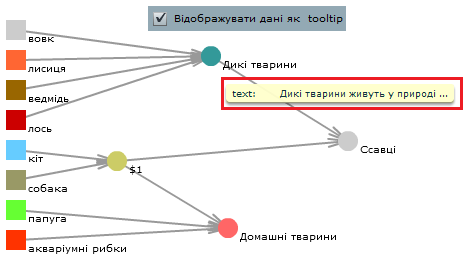 Відображувати дані як tooltip
вовк
лисиця
Дикі тварини
ведмідь
text: Дикі тварини живуть у природі ...
лось
кіт
Ссавці
$1
собака
папуга
Домашні тварини
акваріумні рибки